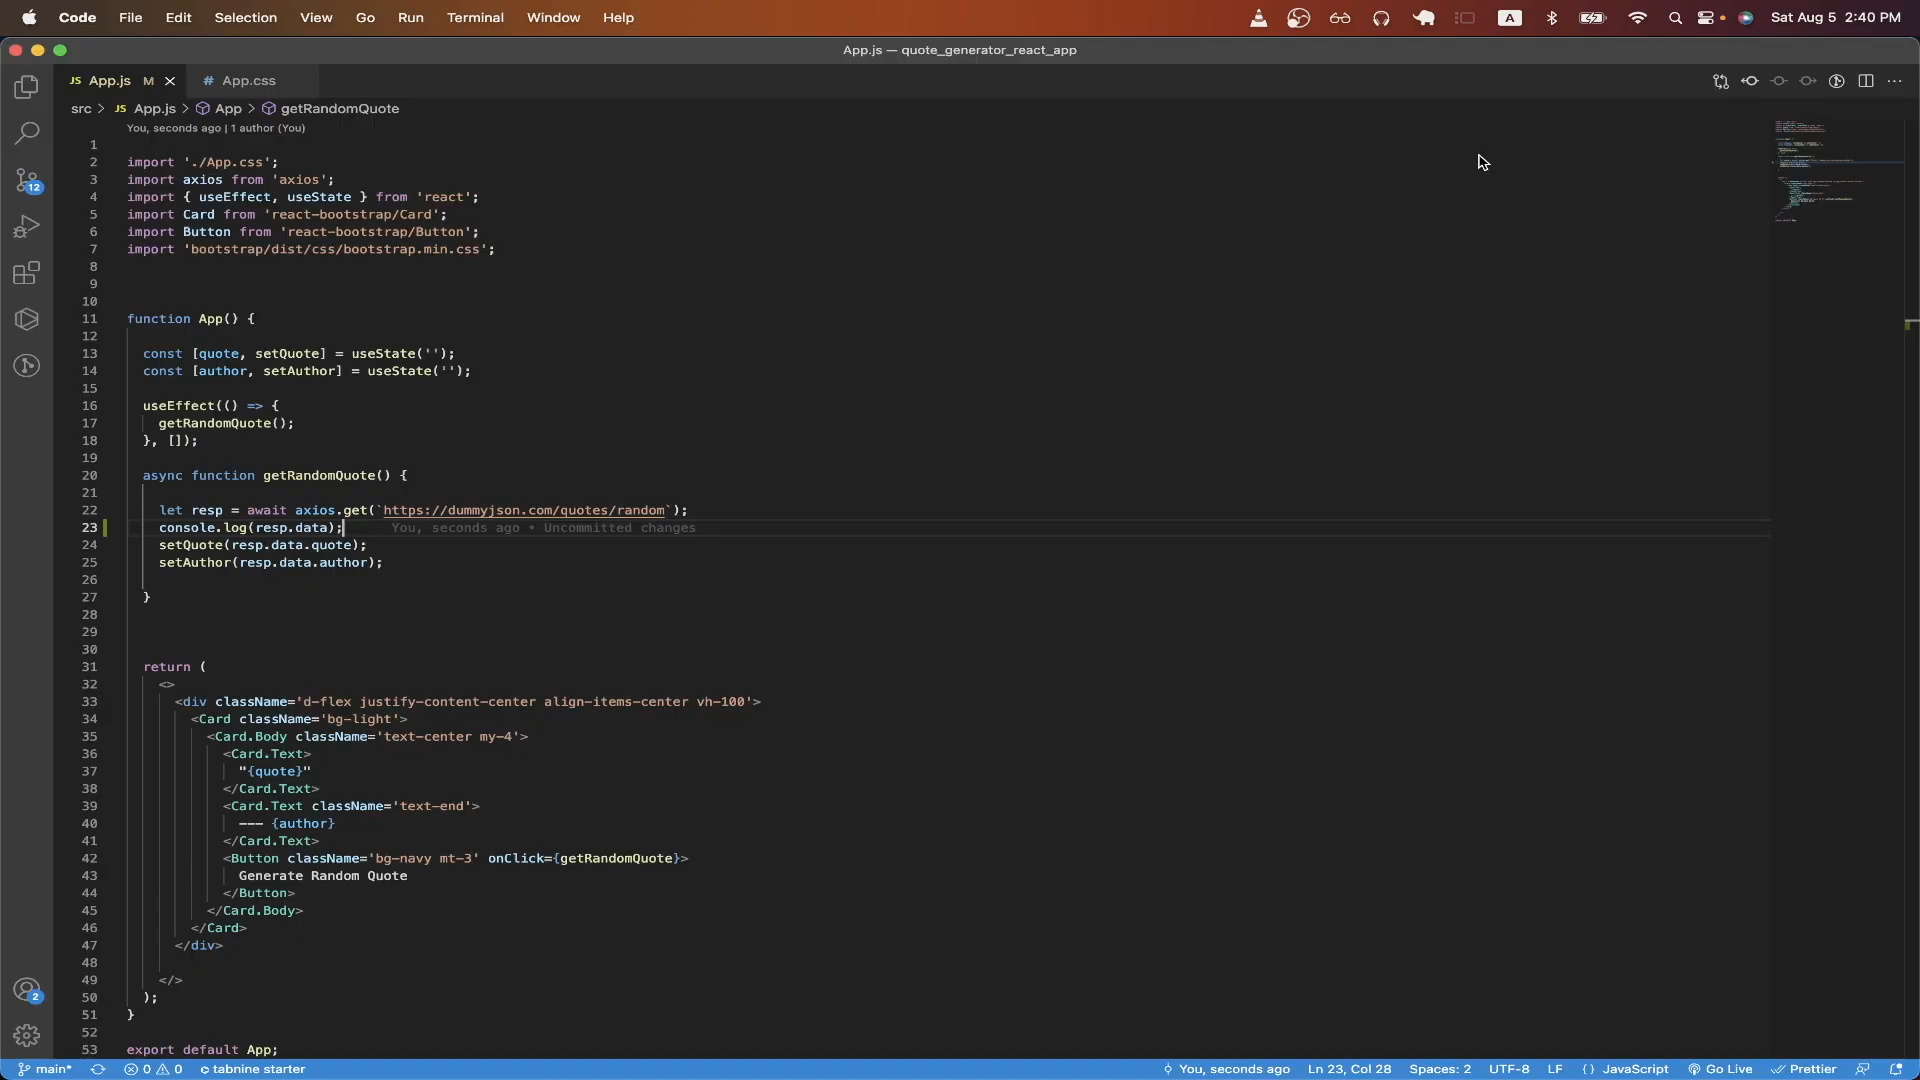 Code File Edit Selection View Go Run Terminal Window Help A Sat Aug 5 2:40 PM
App.js — quote_generator_react_app
JS App.js M # App.css
src > JS App.js > App > getRandomQuote
You, seconds ago | 1 author (You)
1
2 import './App.css';
3 import axios from 'axios';
4 import { useEffect, useState } from 'react';
5 import Card from 'react-bootstrap/Card';
6 import Button from 'react-bootstrap/Button';
7 import 'bootstrap/dist/css/bootstrap.min.css';
8
9
10
11 function App() {
12
13 const [quote, setQuote] = useState('');
14 const [author, setAuthor] = useState('');
15
16 useEffect(() => {
17 getRandomQuote();
18 }, []);
19
20 async function getRandomQuote() {
21
22 let resp = await axios.get(`https://dummyjson.com/quotes/random`);
23 console.log(resp.data); You, seconds ago • Uncommitted changes
24 setQuote(resp.data.quote);
25 setAuthor(resp.data.author);
26
27 }
28
29
30
31 return (
32 <>
33 <div className='d-flex justify-content-center align-items-center vh-100'>
34 <Card className='bg-light'>
35 <Card.Body className='text-center my-4'>
36 <Card.Text>
37 "{quote}"
38 </Card.Text>
39 <Card.Text className='text-end'>
40 --- {author}
41 </Card.Text>
42 <Button className='bg-navy mt-3' onClick={getRandomQuote}>
43 Generate Random Quote
44 </Button>
45 </Card.Body>
46 </Card>
47 </div>
48
49 </>
50 );
51 }
52
53 export default App;
12
2
main* 0 0 tabnine starter You, seconds ago Ln 23, Col 28 Spaces: 2 UTF-8 LF { } JavaScript Go Live Prettier